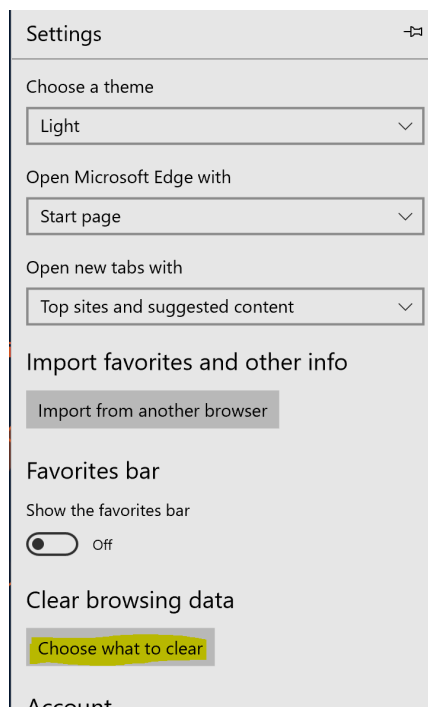 Settings
Choose a theme
Light
Open Microsoft Edge with
Start page
Open new tabs with
Top sites and suggested content
Import favorites and other info
Import from another browser
Favorites bar
Show the favorites bar
Off
Clear browsing data
Choose what to clear
Account